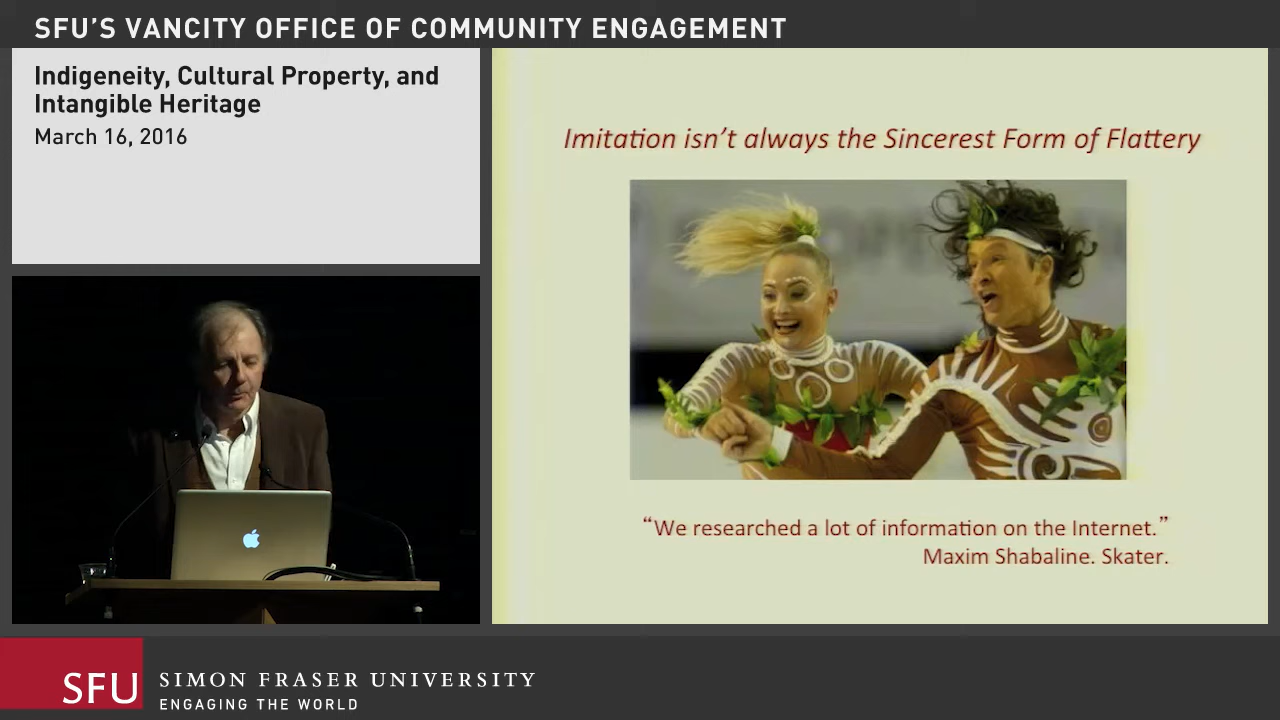 SFU'S VANCITY OFFICE OF COMMUNITY ENGAGEMENT
Indigeneity, Cultural Property, and
Intangible Heritage
March 16, 2016
Imitation isn't always the Sincerest Form of Flattery
“We researched a lot of information on the Internet.”
Maxim Shabaline. Skater.
SFU
SIMON FRASER UNIVERSITY
ENGAGING THE WORLD